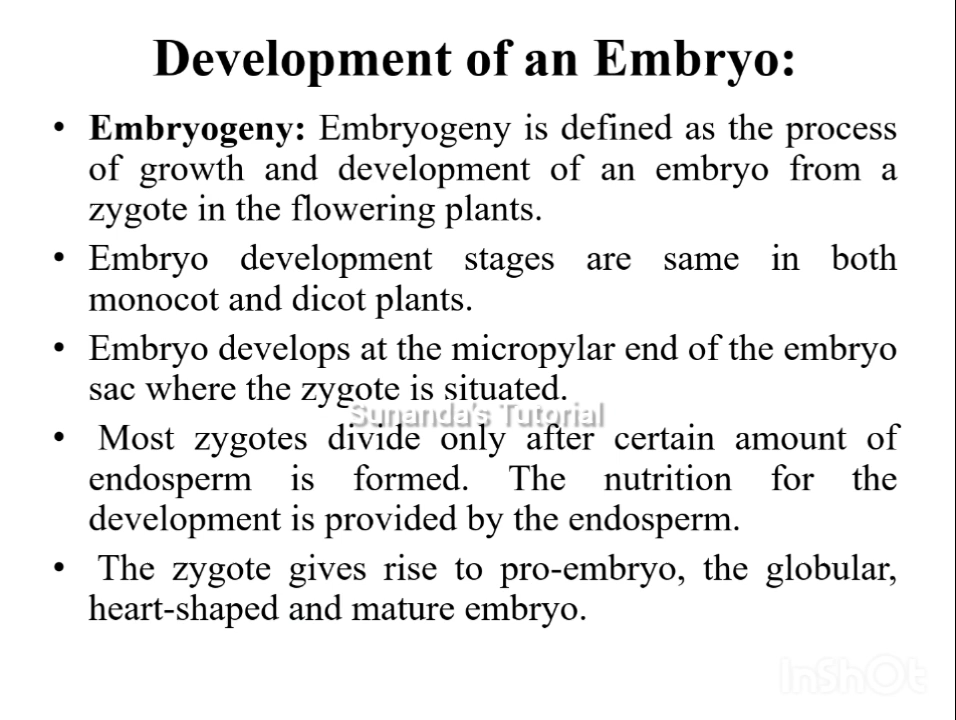 Development of an Embryo:
• Embryogeny: Embryogeny is defined as the process
of growth and development of an embryo from a
zygote in the flowering plants.
• Embryo development stages are same in both
monocot and dicot plants.
• Embryo develops at the micropylar end of the embryo
sac where the zygote is situated.
Sunanda's Tutorial
• Most zygotes divide only after certain amount of
endosperm is formed. The nutrition for the
development is provided by the endosperm.
• The zygote gives rise to pro-embryo, the globular,
heart-shaped and mature embryo.
InShOt